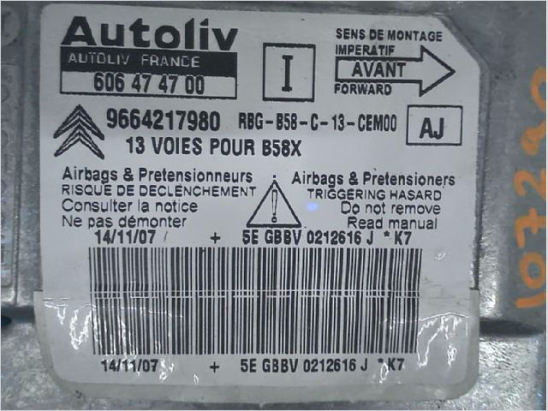 Autoliv
AUTOLIV FRANCE
606 47 47 00
I
SENS DE MONTAGE
IMPERATIF
AVANT
FORWARD
9664217980 RBG-B58-C-13-CEM00 AJ
13 VOIES POUR B58X
Airbags & Pretensionneurs
RISQUE DE DECLENCHEMENT
Consulter la notice
Ne pas démonter
Airbags & Pretensioners
TRIGGERING HASARD
Do not remove
Read manual
14/11/07 + 5E GBBV 0212616 J * K7
14/11/07 + 5E GBBV 0212616 J * K7